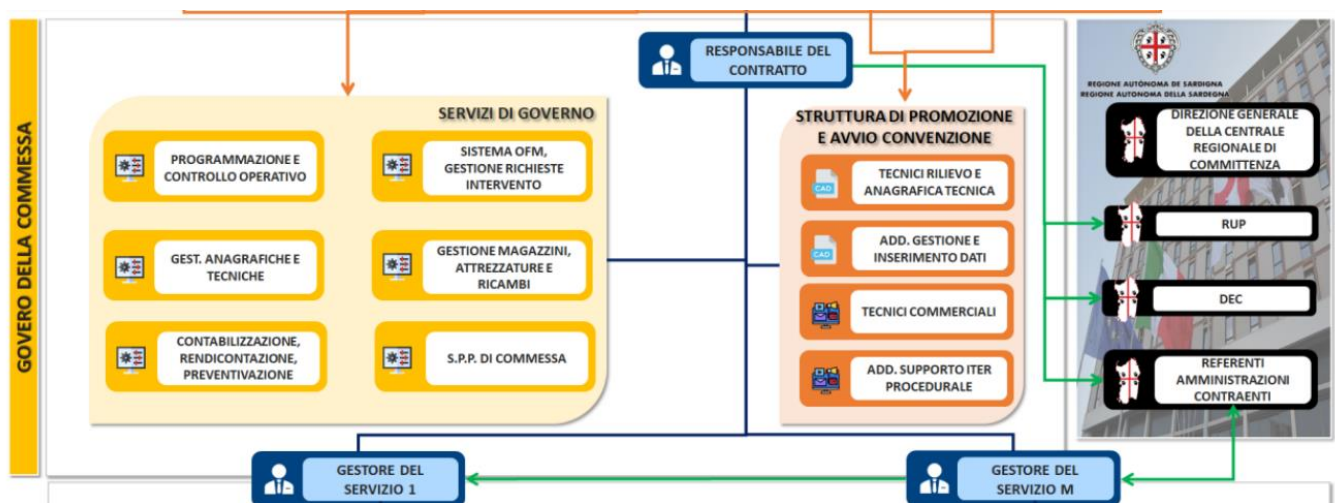 GOVERO DELLA COMMESSA
RESPONSABILE DEL
CONTRATTO
SERVIZI DI GOVERNO
PROGRAMMAZIONE E
CONTROLLO OPERATIVO
SISTEMA OFM,
GESTIONE RICHIESTE
INTERVENTO
GEST. ANAGRAFICHE E
TECNICHE
GESTIONE MAGAZZINI,
ATTREZZATURE E
RICAMBI
CONTABILIZZAZIONE,
RENDICONTAZIONE,
PREVENTIVAZIONE
S.P.P. DI COMMESSA
STRUTTURA DI PROMOZIONE
E AVVIO CONVENZIONE
CAD
TECNICI RILIEVO E
ANAGRAFICA TECNICA
CAD
ADD. GESTIONE E
INSERIMENTO DATI
TECNICI COMMERCIALI
ADD. SUPPORTO ITER
PROCEDURALE
REGIONE AUTÒNOMA DE SARDIGNA
REGIONE AUTONOMA DELLA SARDEGNA
DIREZIONE GENERALE
DELLA CENTRALE
REGIONALE DI
COMMITTENZA
RUP
DEC
REFERENTI
AMMINISTRAZIONI
CONTRAENTI
GESTORE DEL
SERVIZIO 1
GESTORE DEL
SERVIZIO M